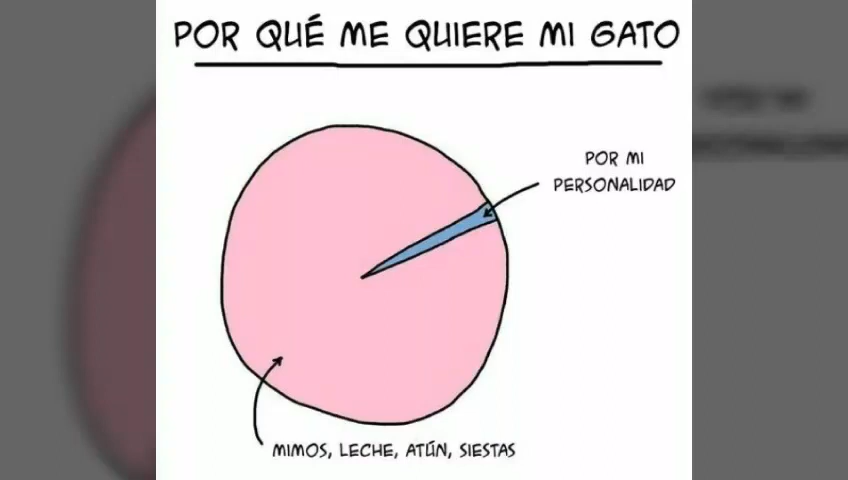 POR QUÉ ME QUIERE MI GATO
POR MI
PERSONALIDAD
MIMOS, LECHE, ATÚN, SIESTAS